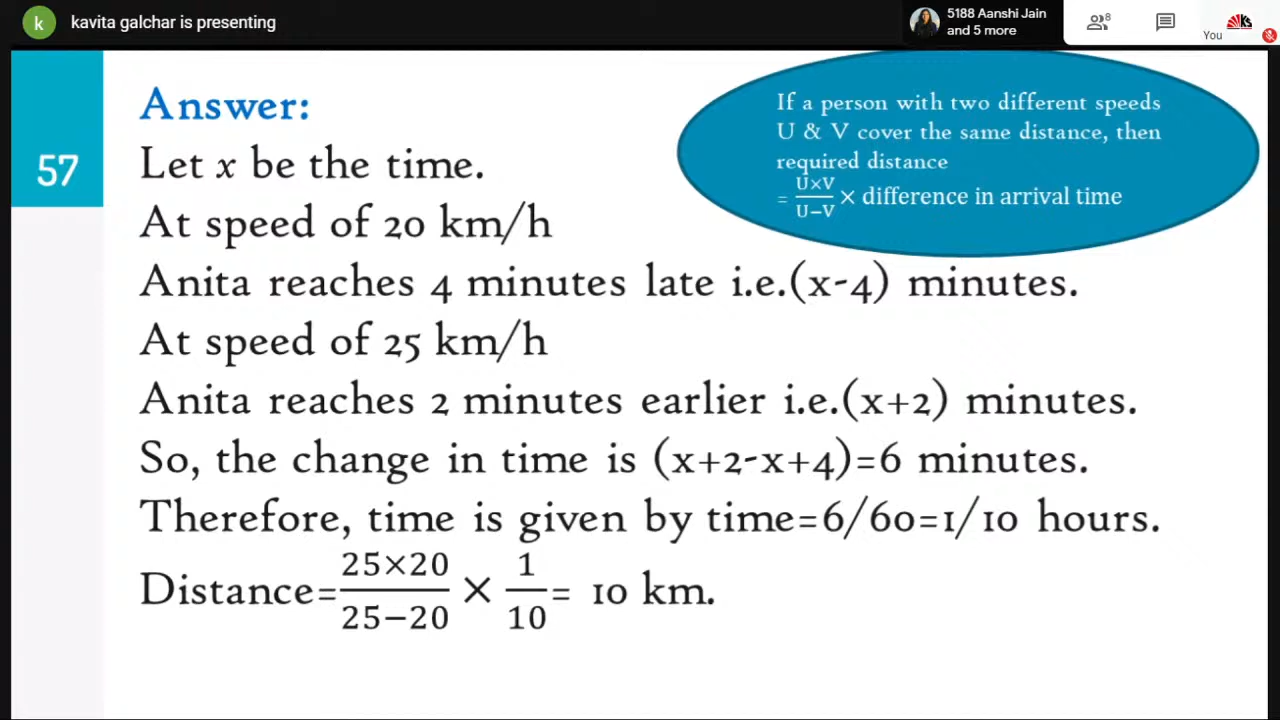 k kavita galchar is presenting
5188 Aanshi Jain
and 5 more
8
You
57
If a person with two different speeds
U & V cover the same distance, then
required distance
= U×V/U−V × difference in arrival time
Answer:
Let x be the time.
At speed of 20 km/h
Anita reaches 4 minutes late i.e.(x-4) minutes.
At speed of 25 km/h
Anita reaches 2 minutes earlier i.e.(x+2) minutes.
So, the change in time is (x+2-x+4)=6 minutes.
Therefore, time is given by time=6/60=1/10 hours.
Distance= 25×20/25−20 × 1/10 = 10 km.